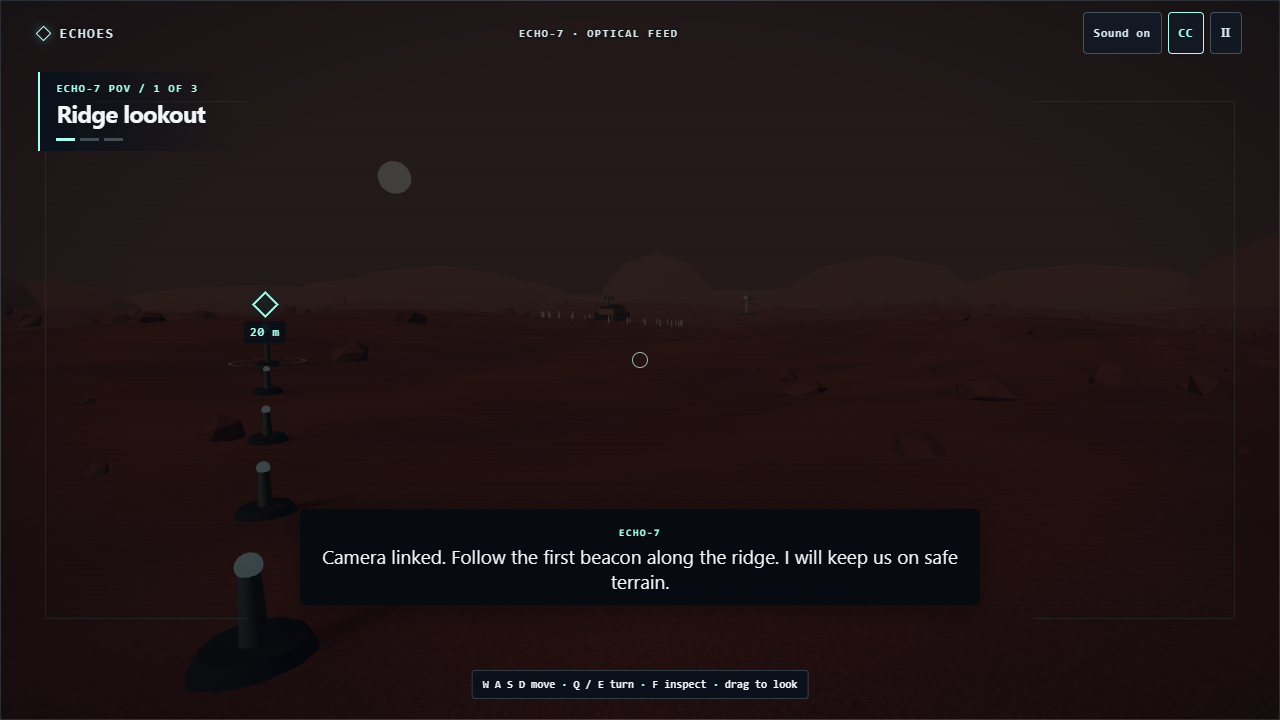 ECHOES
ECHO-7 · OPTICAL FEED
Sound on
CC
ECHO-7 POV / 1 OF 3
Ridge lookout
20 m
ECHO-7
Camera linked. Follow the first beacon along the ridge. I will keep us on safe
terrain.
W A S D move · Q / E turn · F inspect · drag to look